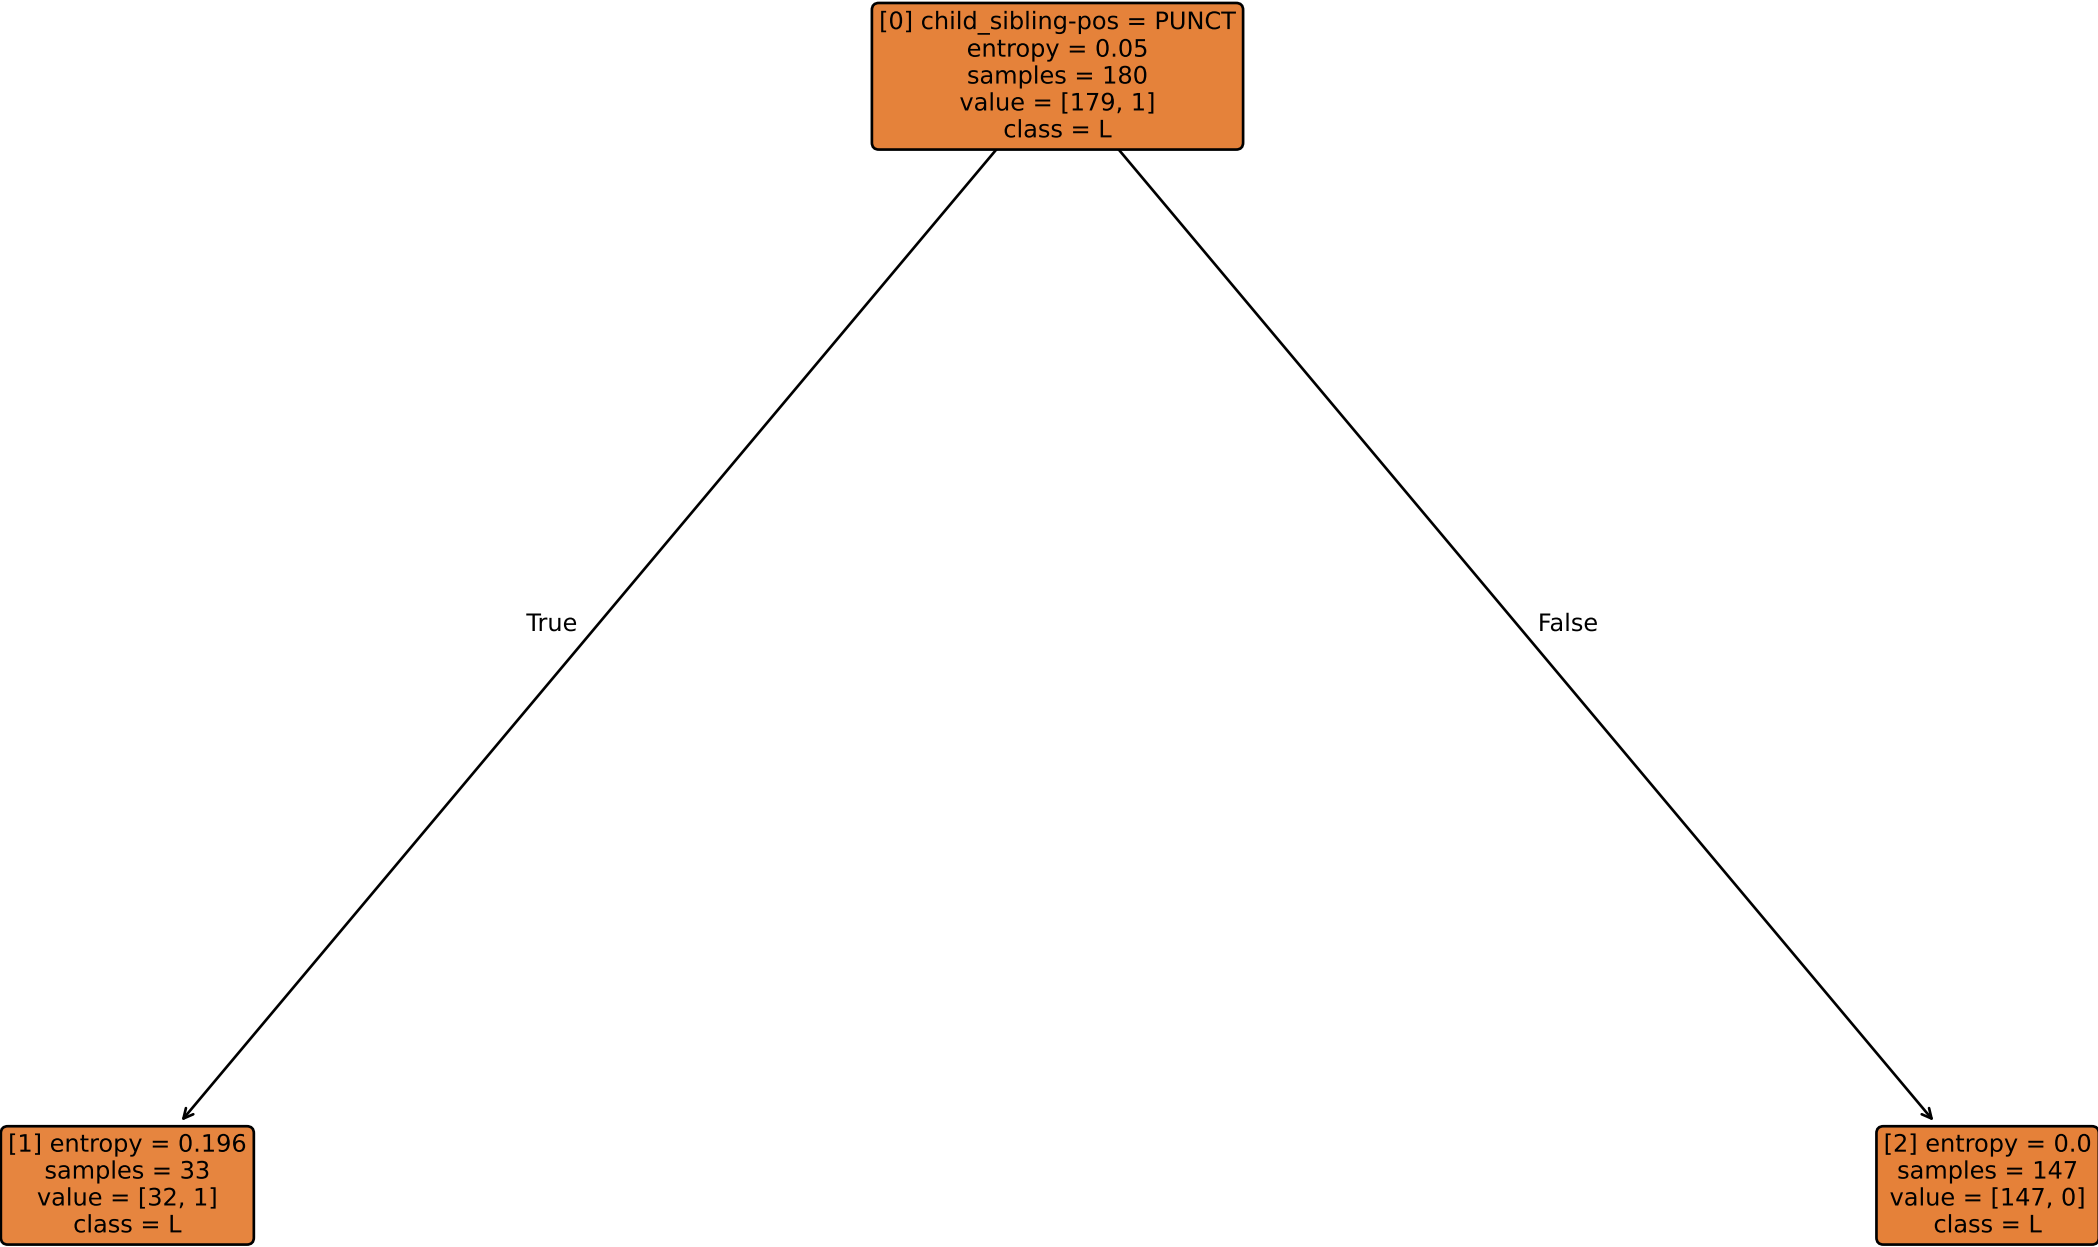 [0] child_sibling-pos = PUNCT
entropy = 0.05
samples = 180
value = [179, 1]
class = L
True
False
[1] entropy = 0.196
samples = 33
value = [32, 1]
class = L
[2] entropy = 0.0
samples = 147
value = [147, 0]
class = L